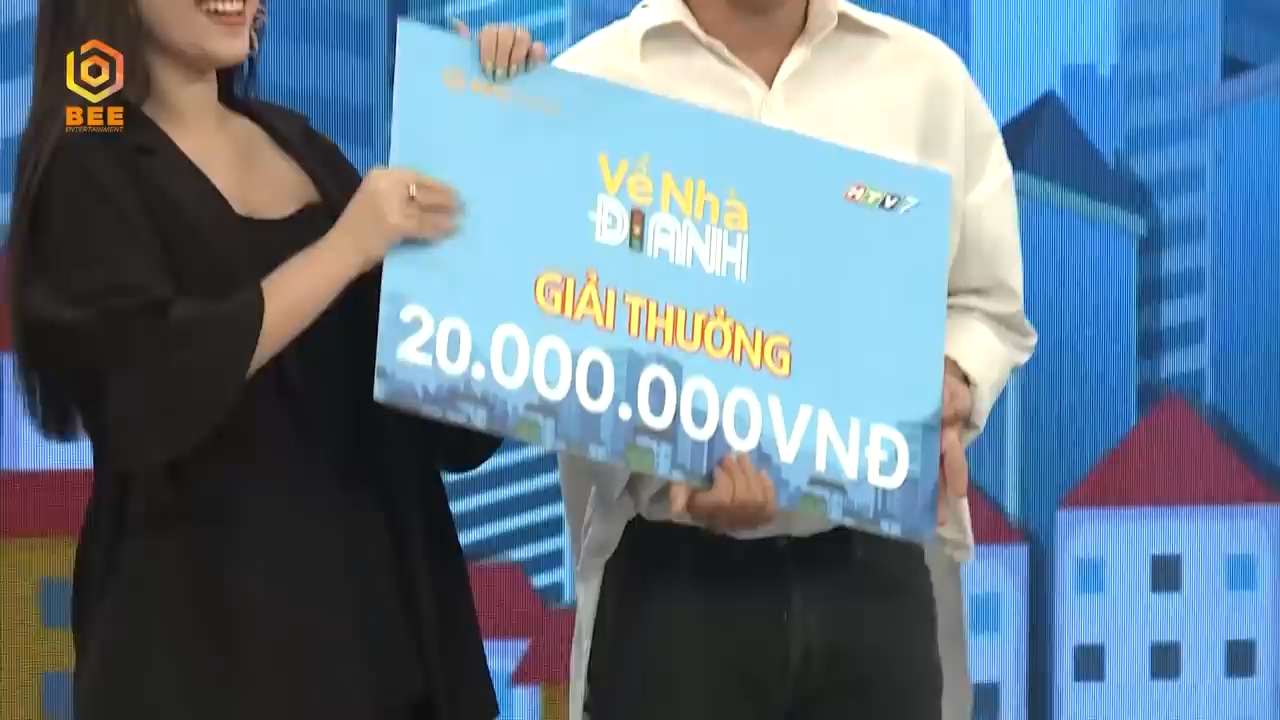 BEE
ENTERTAINMENT
Về Nhà
ĐI ANH
HTV7
GIẢI THƯỞNG
20.000.000VNĐ